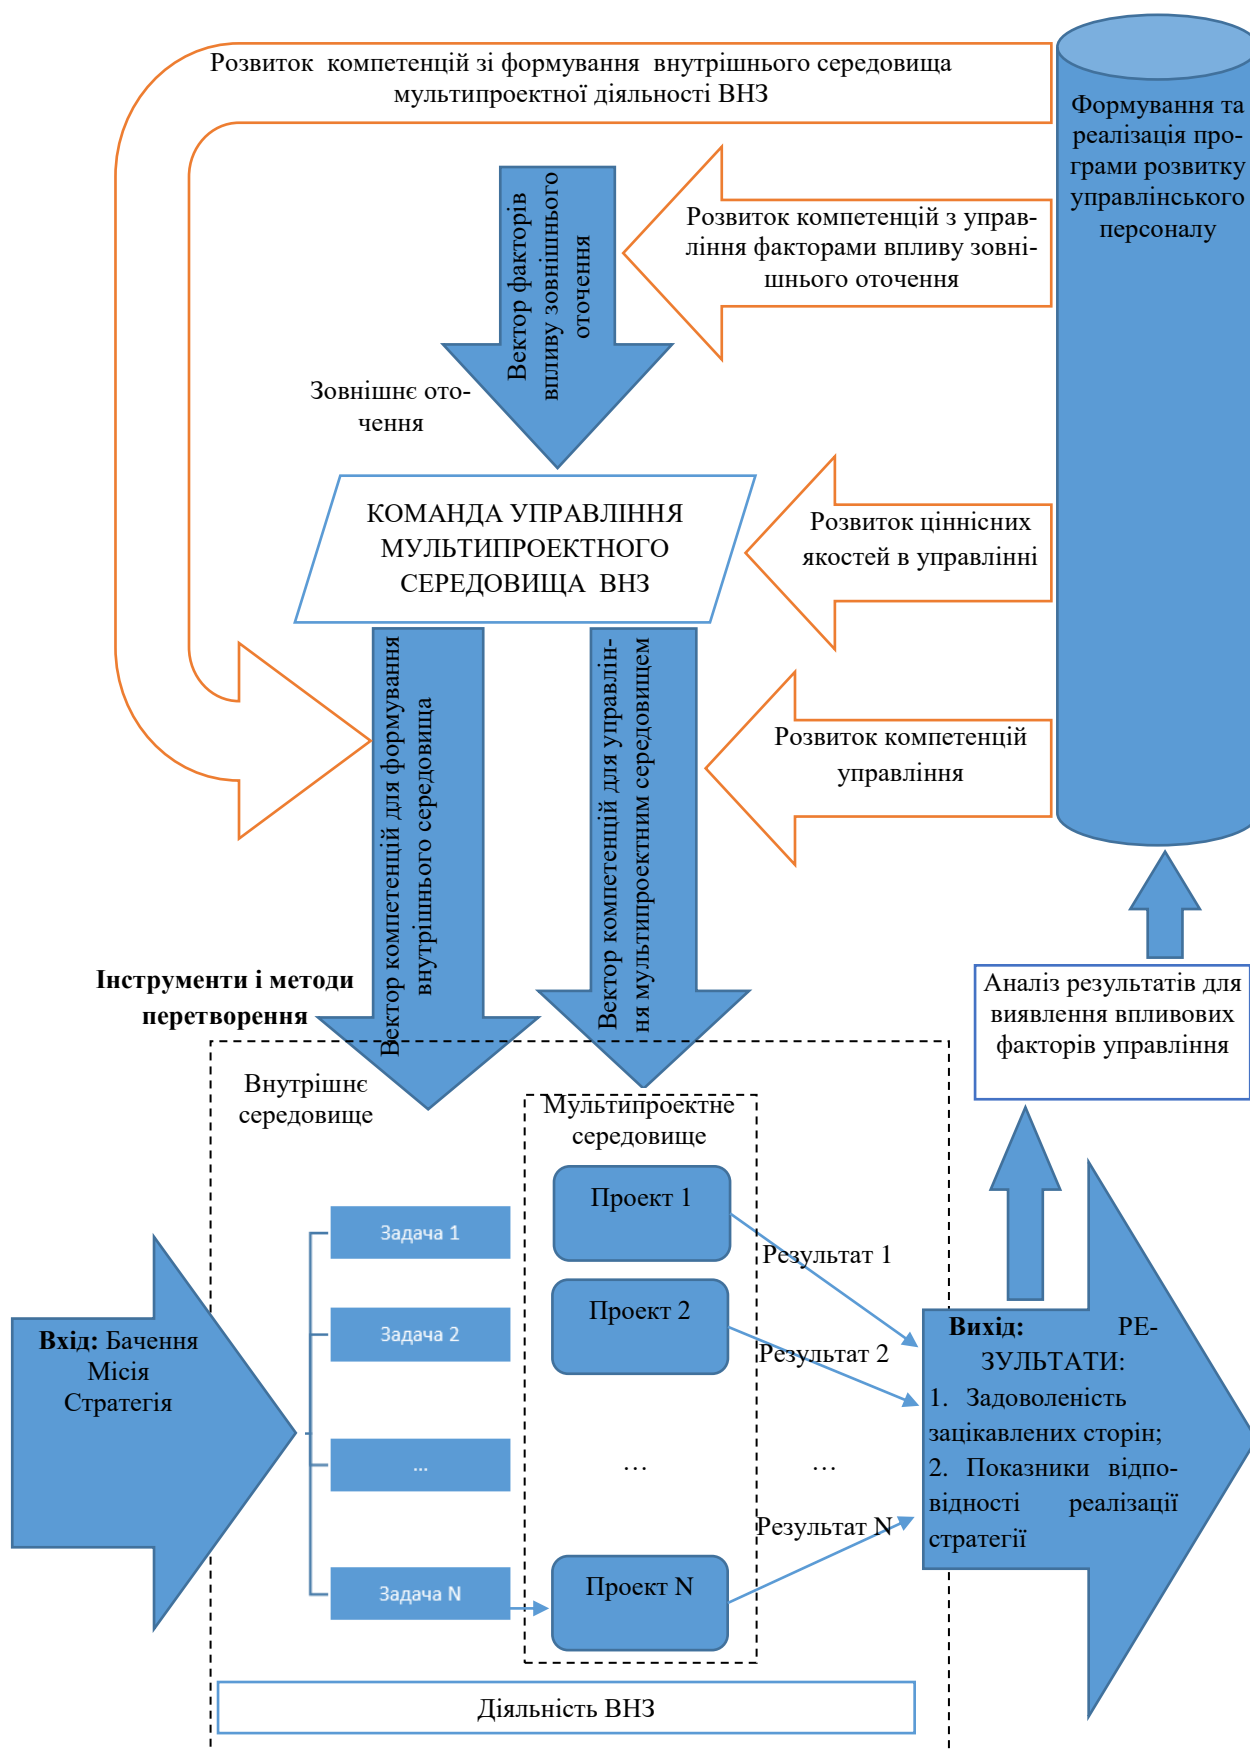 Розвиток компетенцій зі формування внутрішнього середовища
мультипроектної діяльності ВНЗ
Формування та
реалізація про-
грами розвитку
управлінського
персоналу
Вектор факторів
впливу зовнішнього
оточення
Розвиток компетенцій з управ-
ління факторами впливу зовні-
шнього оточення
Зовнішнє ото-
чення
КОМАНДА УПРАВЛІННЯ
МУЛЬТИПРОЕКТНОГО
СЕРЕДОВИЩА ВНЗ
Розвиток ціннісних
якостей в управлінні
Вектор компетенцій для формування
внутрішнього середовища
Вектор компетенцій для управлін-
ня мультипроектним середовищем
Розвиток компетенцій
управління
Інструменти і методи
перетворення
Аналіз результатів для
виявлення впливових
факторів управління
Внутрішнє
середовище
Мультипроектне
середовище
Задача 1
Проект 1
Результат 1
Задача 2
Проект 2
Результат 2
...
…
…
Задача N
Проект N
Результат N
Вхід: Бачення
Місія
Стратегія
Вихід: РЕ-
ЗУЛЬТАТИ:
1. Задоволеність
зацікавлених сторін;
2. Показники відпо-
відності реалізації
стратегії
Діяльність ВНЗ